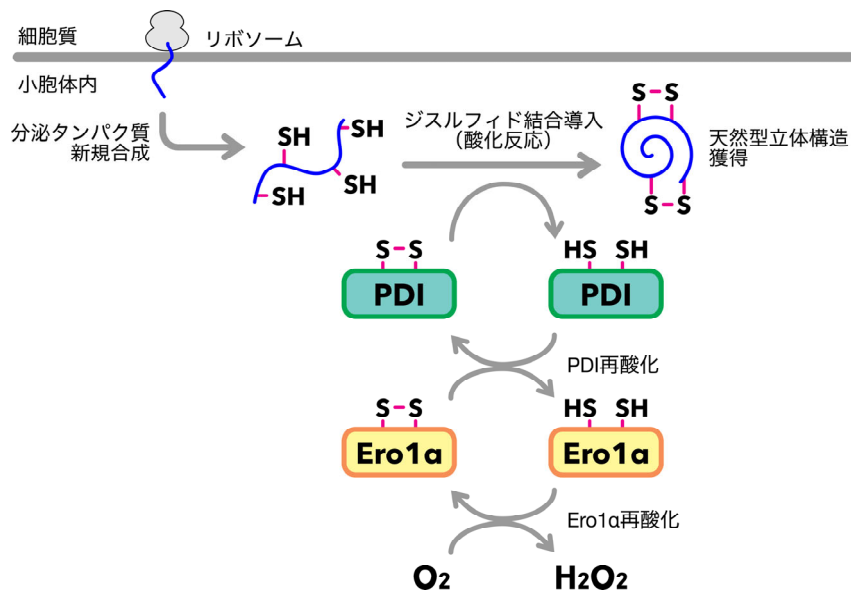 細胞質
リボソーム
小胞体内
分泌タンパク質
新規合成
SH
SH
SH
SH
ジスルフィド結合導入
（酸化反応）
S-S
S-S
天然型立体構造
獲得
S-S
PDI
HS SH
PDI
PDI再酸化
S-S
Ero1α
HS SH
Ero1α
Ero1α再酸化
O2
H2O2